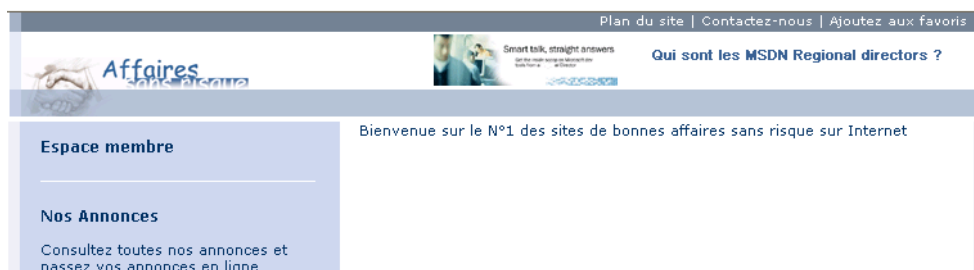 Plan du site | Contactez-nous | Ajoutez aux favoris
Affaires
sans risque
Smart talk, straight answers
Qui sont les MSDN Regional directors ?
Bienvenue sur le N°1 des sites de bonnes affaires sans risque sur Internet
Espace membre
Nos Annonces
Consultez toutes nos annonces et
passez vos annonces en ligne